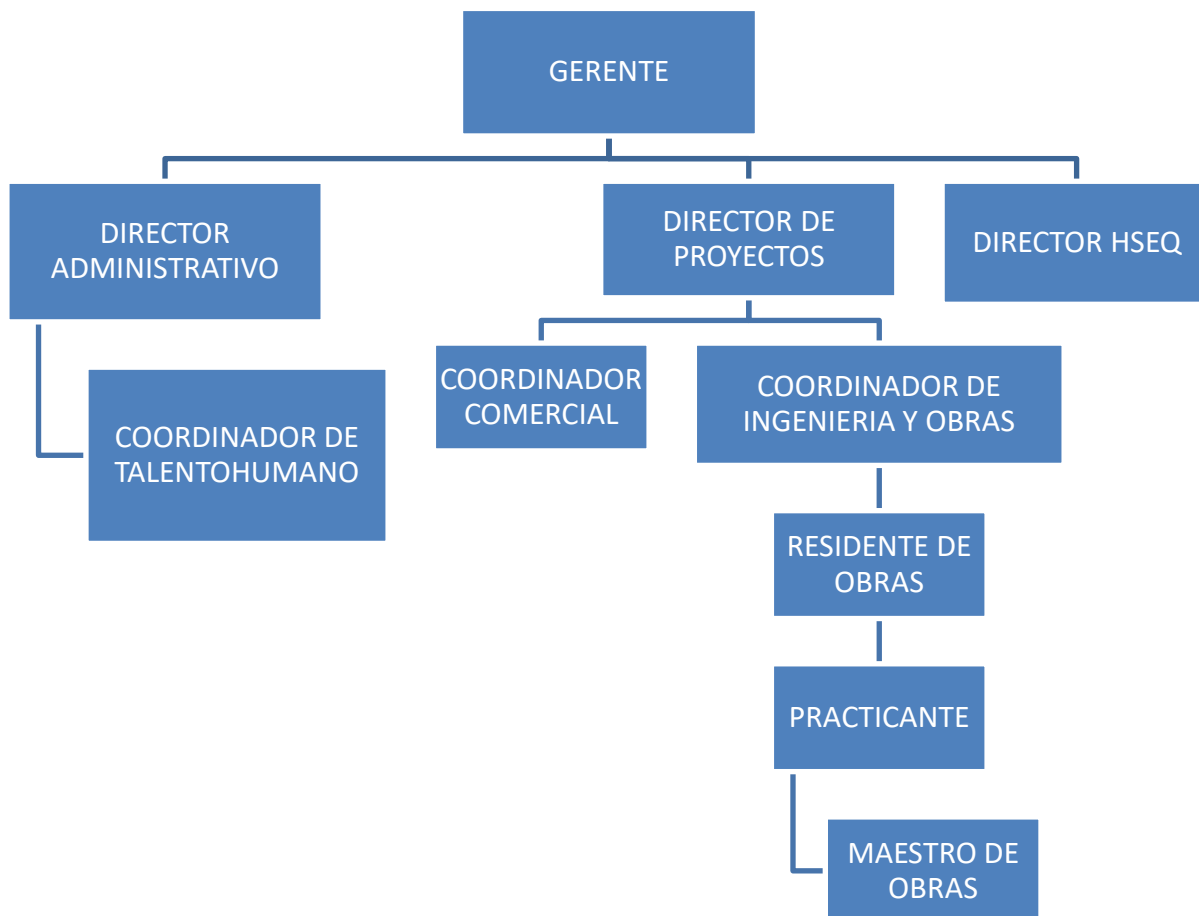 GERENTE
DIRECTOR
ADMINISTRATIVO
DIRECTOR DE
PROYECTOS
DIRECTOR HSEQ
COORDINADOR DE
TALENTOHUMANO
COORDINADOR
COMERCIAL
COORDINADOR DE
INGENIERIA Y OBRAS
RESIDENTE DE
OBRAS
PRACTICANTE
MAESTRO DE
OBRAS